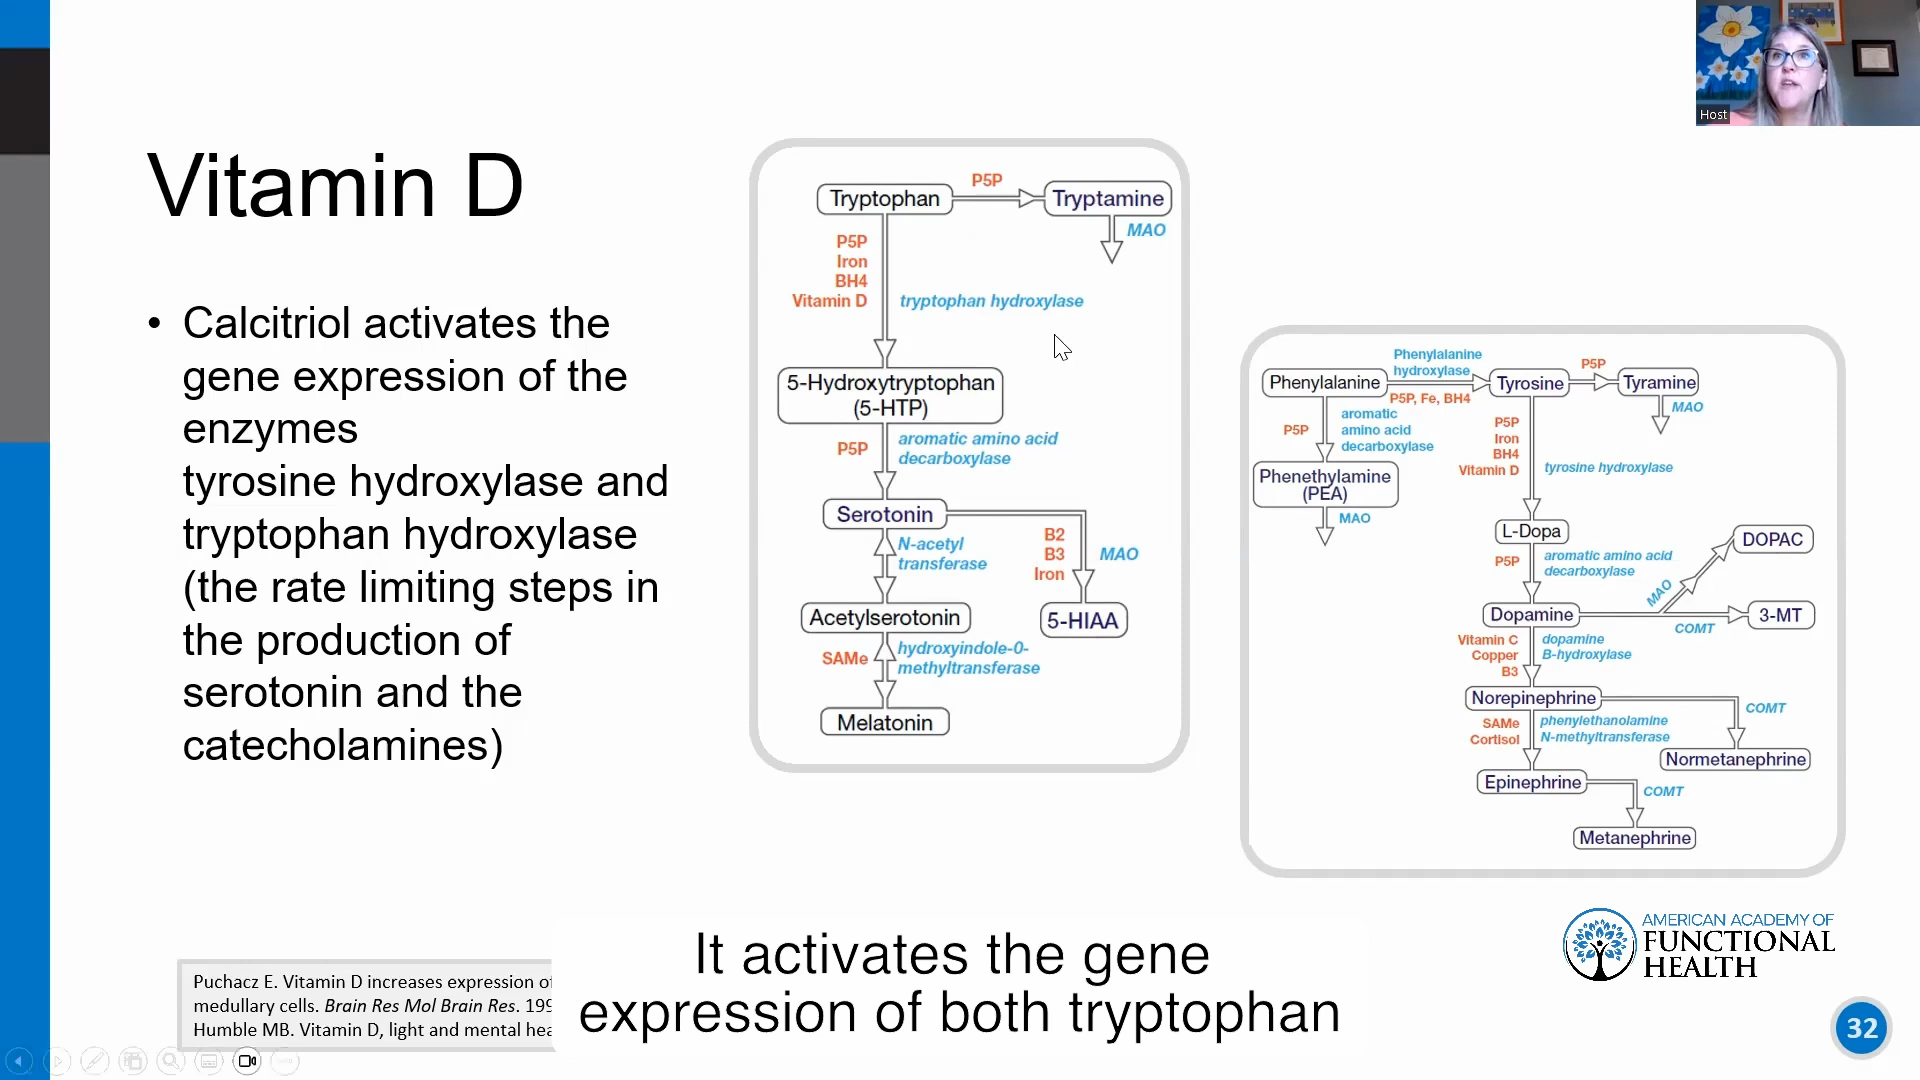 Host
Vitamin D
• Calcitriol activates the
gene expression of the
enzymes
tyrosine hydroxylase and
tryptophan hydroxylase
(the rate limiting steps in
the production of
serotonin and the
catecholamines)
Tryptophan
P5P
Tryptamine
MAO
P5P
Iron
BH4
Vitamin D
tryptophan hydroxylase
5-Hydroxytryptophan
(5-HTP)
P5P
aromatic amino acid
decarboxylase
Serotonin
N-acetyl
transferase
B2
B3
Iron
MAO
Acetylserotonin
5-HIAA
SAMe
hydroxyindole-0-
methyltransferase
Melatonin
Phenylalanine
Phenylalanine
hydroxylase
P5P, Fe, BH4
Tyrosine
P5P
Tyramine
MAO
P5P
aromatic
amino acid
decarboxylase
Phenethylamine
(PEA)
MAO
P5P
Iron
BH4
Vitamin D
tyrosine hydroxylase
L-Dopa
P5P
aromatic amino acid
decarboxylase
MAO
DOPAC
Dopamine
COMT
3-MT
Vitamin C
Copper
B3
dopamine
B-hydroxylase
Norepinephrine
COMT
SAMe
Cortisol
phenylethanolamine
N-methyltransferase
Normetanephrine
Epinephrine
COMT
Metanephrine
AMERICAN ACADEMY OF
FUNCTIONAL
HEALTH
Puchacz E. Vitamin D increases expression of
medullary cells. Brain Res Mol Brain Res. 199
Humble MB. Vitamin D, light and mental hea
It activates the gene
expression of both tryptophan
32